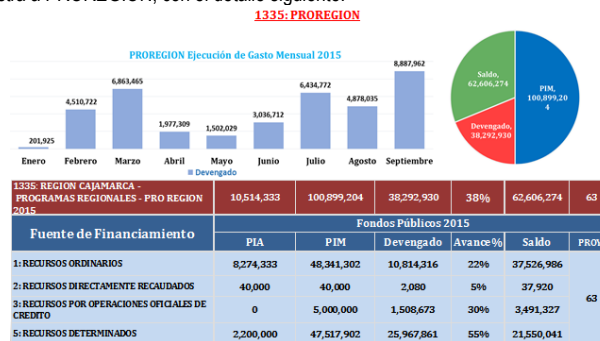 1335: PROREGION
PROREGION Ejecución de Gasto Mensual 2015
201,925
4,510,722
6,863,465
1,977,309
1,502,029
3,036,712
6,434,772
4,878,035
8,887,962
Enero Febrero Marzo Abril Mayo Junio Julio Agosto Septiembre
Devengado
Saldo,
62,606,274
PIM,
100,899,20
4
Devengado,
38,292,930
1335: REGION CAJAMARCA -
PROGRAMAS REGIONALES - PRO REGION
2015
10,514,333 100,899,204 38,292,930 38% 62,606,274 63
Fuente de Financiamiento
Fondos Públicos 2015
PIA PIM Devengado Avance% Saldo PROY
1: RECURSOS ORDINARIOS 8,274,333 48,341,302 10,814,316 22% 37,526,986
2: RECURSOS DIRECTAMENTE RECAUDADOS 40,000 40,000 2,080 5% 37,920
63
3: RECURSOS POR OPERACIONES OFICIALES DE
CREDITO
0 5,000,000 1,508,673 30% 3,491,327
5: RECURSOS DETERMINADOS 2,200,000 47,517,902 25,967,861 55% 21,550,041